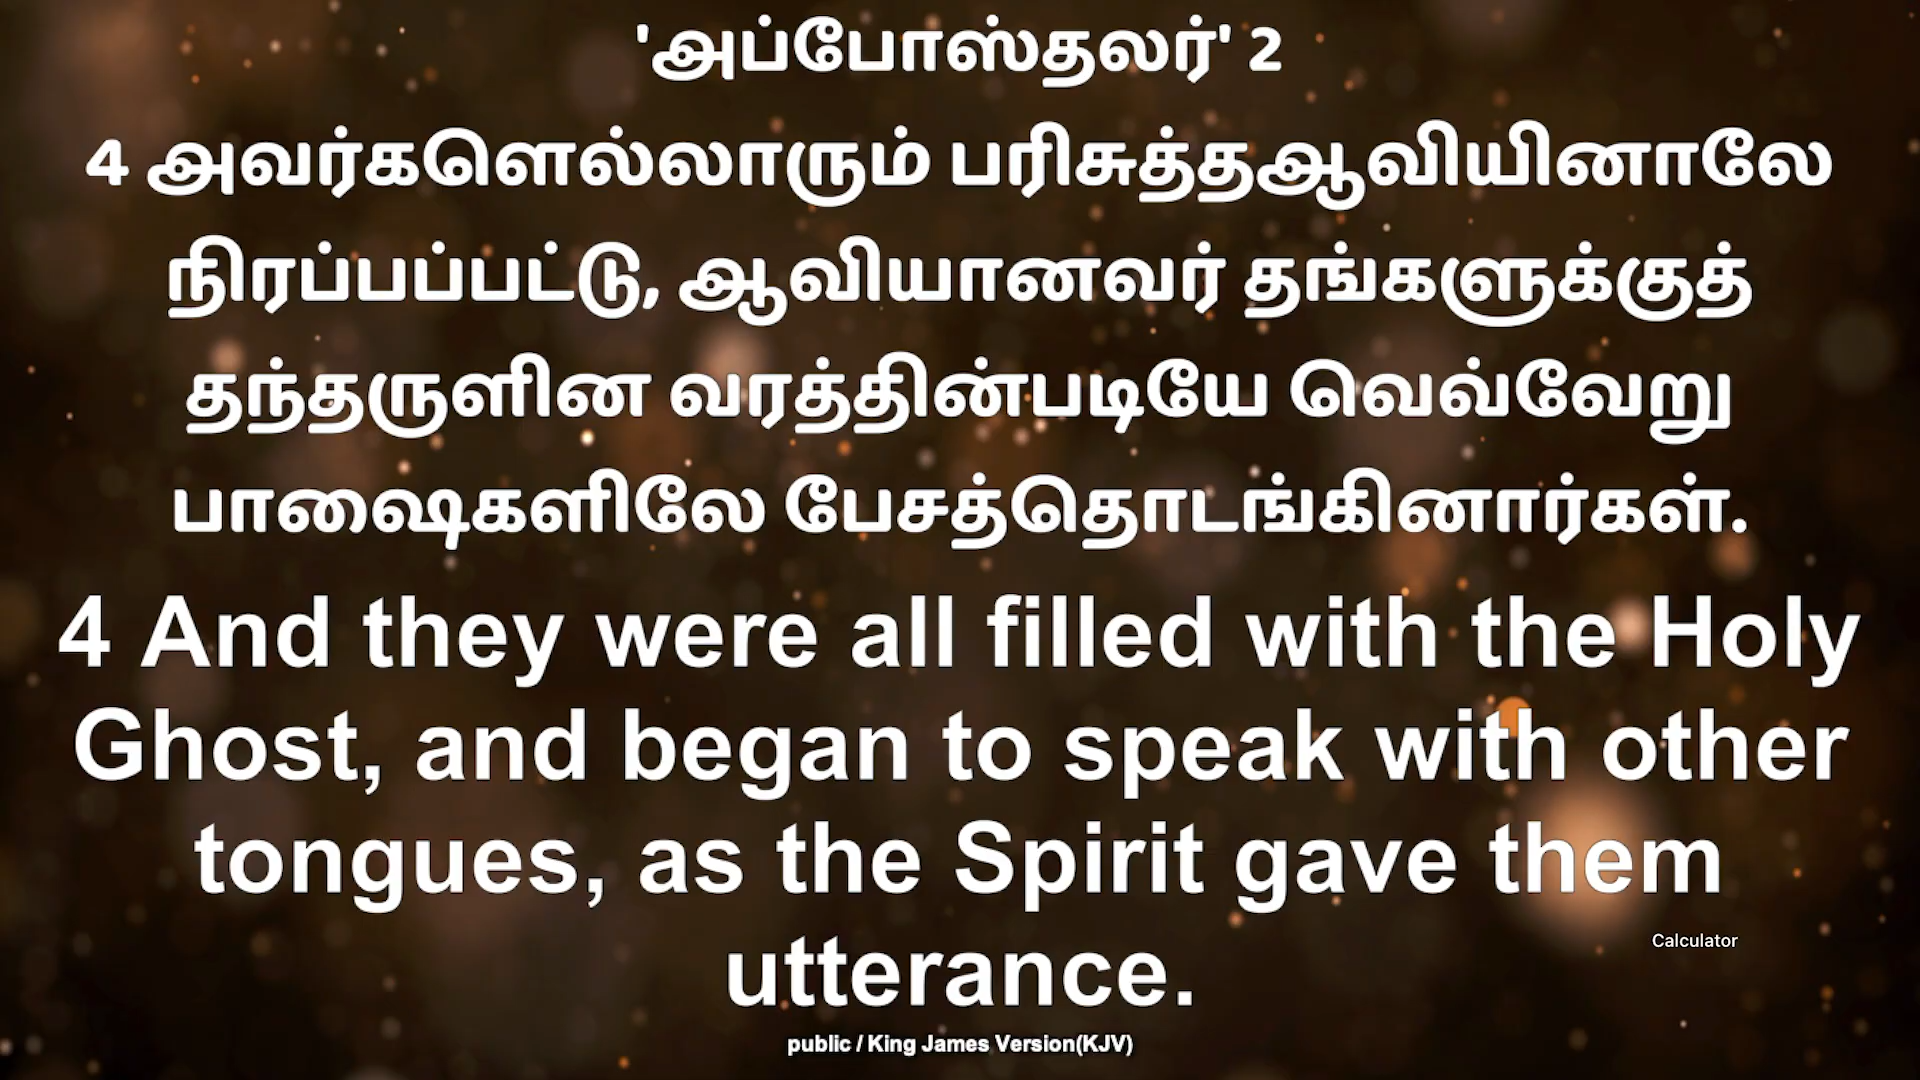 'அப்போஸ்தலர்' 2
4 அவர்களெல்லாரும் பரிசுத்தஆவியினாலே
நிரப்பப்பட்டு, ஆவியானவர் தங்களுக்குத்
தந்தருளின வரத்தின்படியே வெவ்வேறு
பாஷைகளிலே பேசத்தொடங்கினார்கள்.
4 And they were all filled with the Holy
Ghost, and began to speak with other
tongues, as the Spirit gave them
utterance.
Calculator
public / King James Version(KJV)